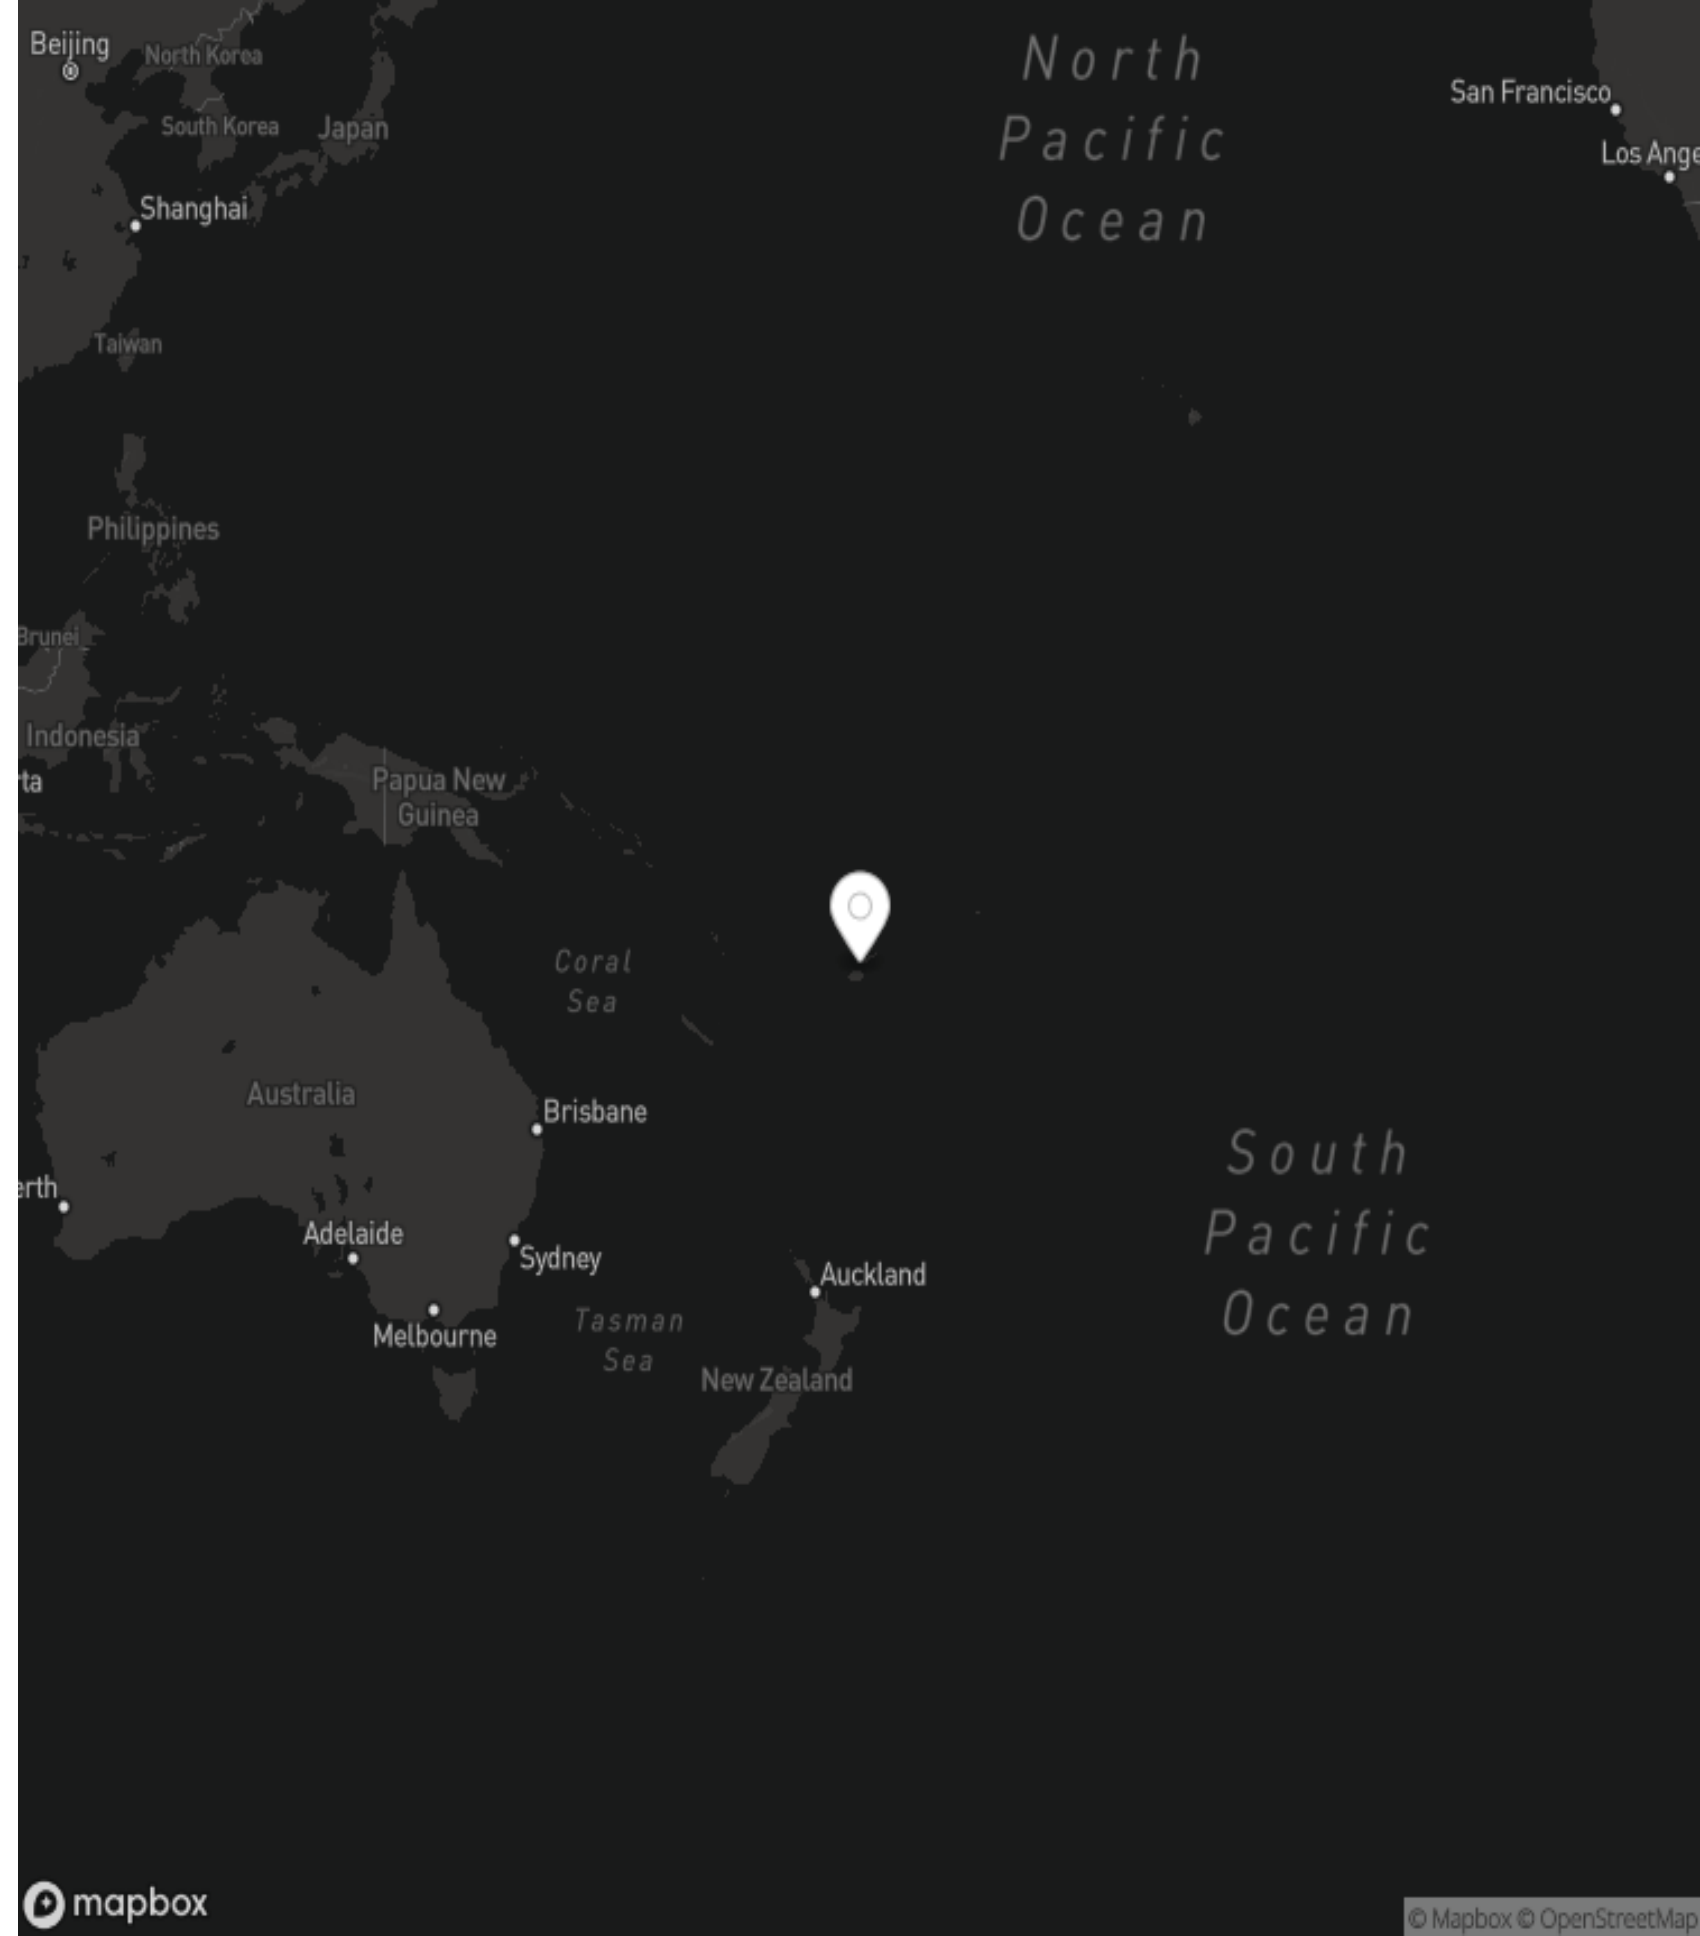 Beijing
North Korea
South Korea
Japan
Shanghai
Taiwan
Philippines
Brunei
Indonesia
rta
Papua New
Guinea
North
Pacific
Ocean
San Francisco
Los Ange
Coral
Sea
Australia
Brisbane
erth
Adelaide
Sydney
Melbourne
Tasman
Sea
Auckland
New Zealand
South
Pacific
Ocean
mapbox
© Mapbox © OpenStreetMap